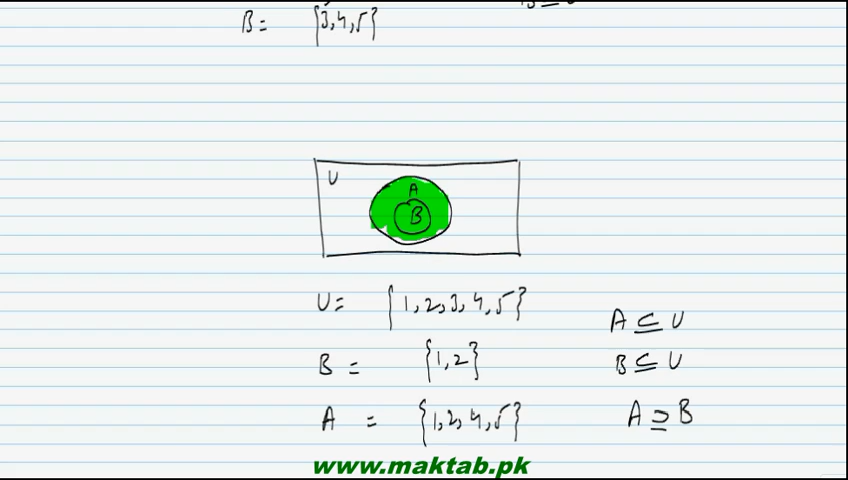 B = {3,4,5}
U
A
B
U = {1,2,3,4,5}
A ⊆ U
B = {1,2}
B ⊆ U
A = {1,2,4,5}
A ⊇ B
www.maktab.pk